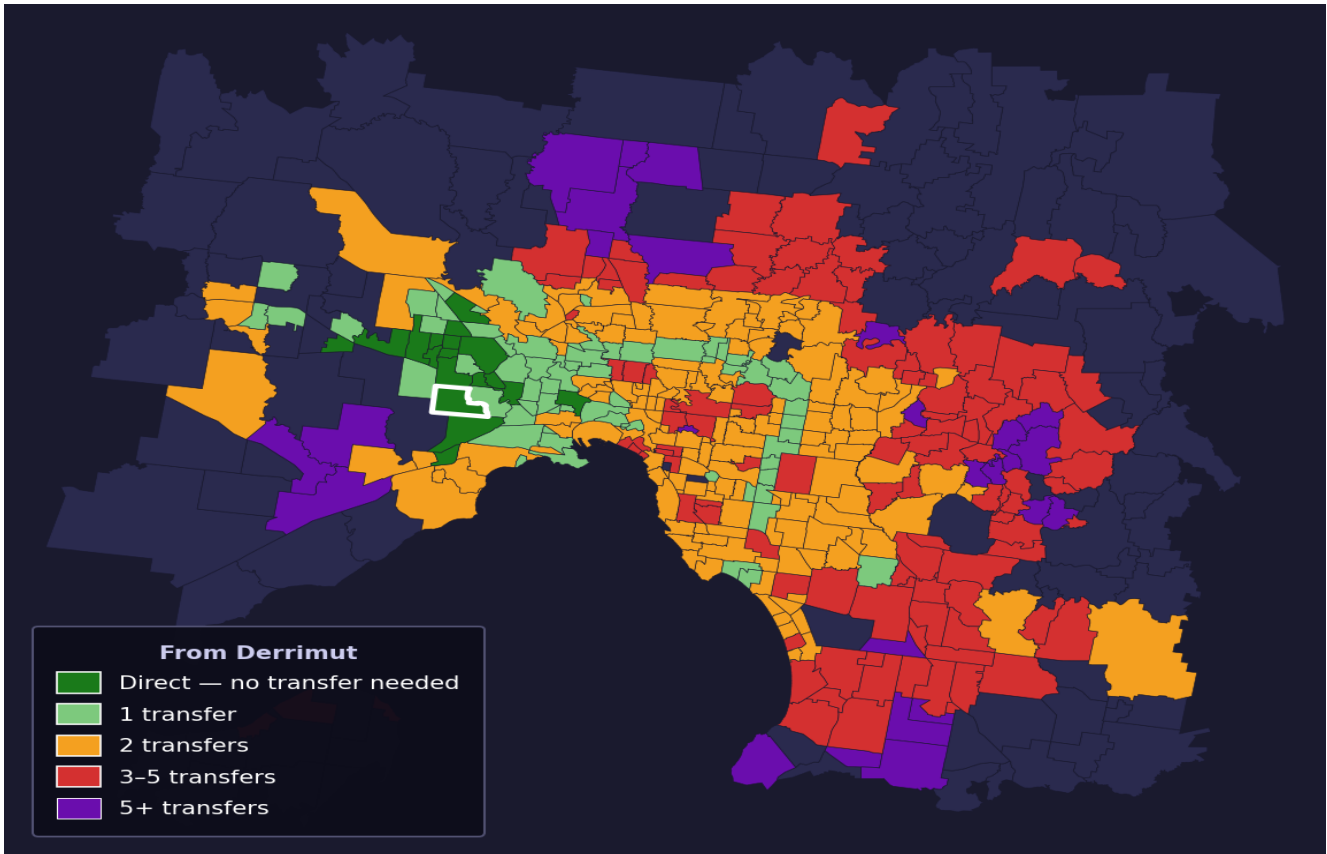 From Derrimut
Direct — no transfer needed
1 transfer
2 transfers
3–5 transfers
5+ transfers